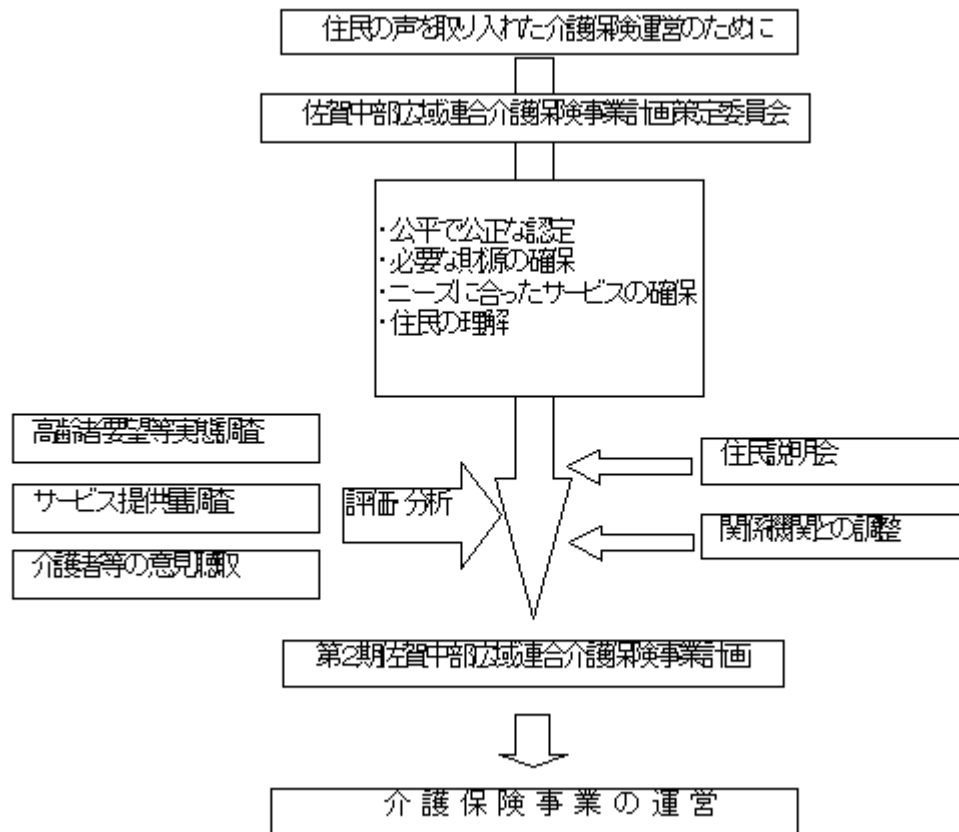 住民の声を取り入れた介護保険運営のために
佐賀中部広域連合介護保険事業計画策定委員会
・公平で公正な認定
・必要な財源の確保
・ニーズに合ったサービスの確保
・住民の理解
高齢者要望等実態調査
サービス提供量調査
介護者等の意見聴取
評価・分析
住民説明会
関係機関との調整
第2期佐賀中部広域連合介護保険事業計画
介護保険事業の運営